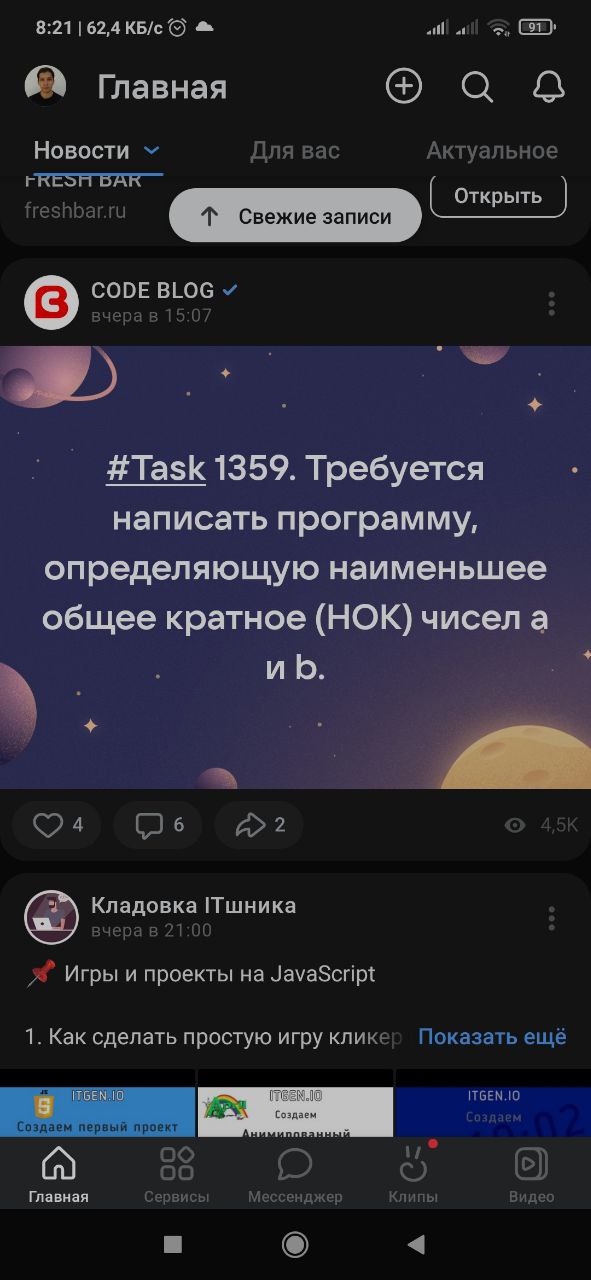 8:21 | 62,4 КБ/с
91
Главная
Новости
Для вас
Актуальное
FRESH BAR
freshbar.ru
Свежие записи
Открыть
CODE BLOG
вчера в 15:07
#Task 1359. Требуется
написать программу,
определяющую наименьшее
общее кратное (НОК) чисел a
и b.
4
6
2
4,5K
Кладовка ITшника
вчера в 21:00
Игры и проекты на JavaScript
1. Как сделать простую игру кликер
Показать ещё
ITGEN.IO
Создаем первый проект
ITGEN.IO
Создаем
Анимированный
ITGEN.IO
Создаем
Главная
Сервисы
Мессенджер
Клипы
Видео